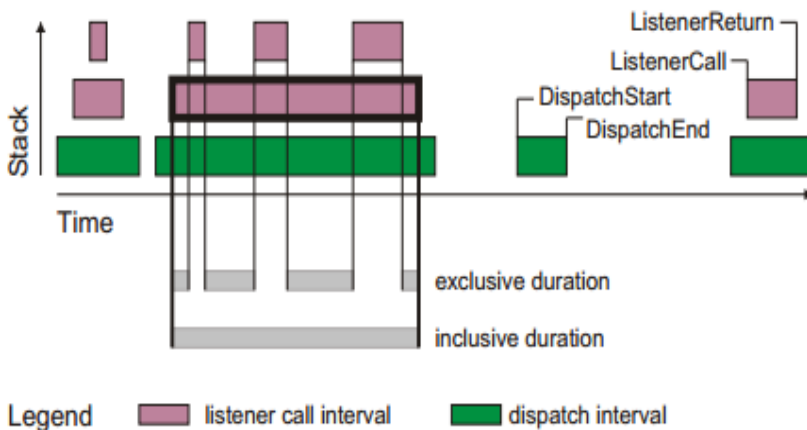 ListenerReturn
ListenerCall
DispatchStart
DispatchEnd
Stack
Time
exclusive duration
inclusive duration
Legend listener call interval dispatch interval